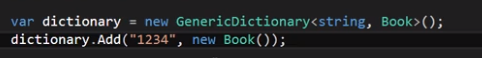 var dictionary = new GenericDictionary<string, Book>();
dictionary.Add("1234", new Book());